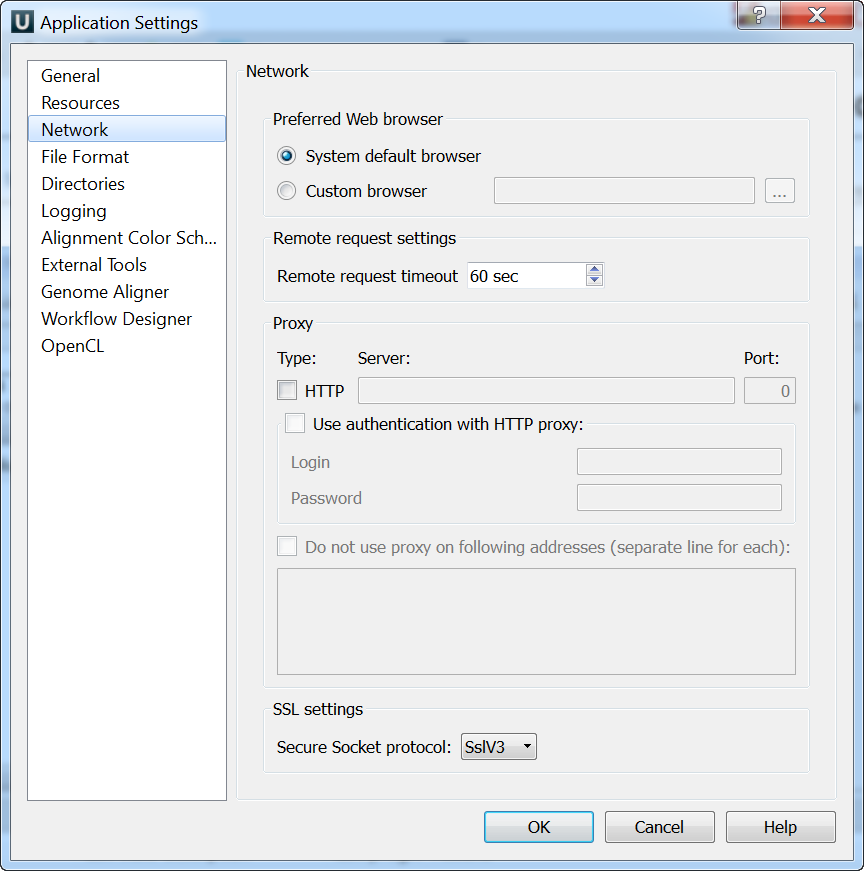 U Application Settings ?
General
Resources
Network
File Format
Directories
Logging
Alignment Color Sch...
External Tools
Genome Aligner
Workflow Designer
OpenCL
Network
Preferred Web browser
System default browser
Custom browser ...
Remote request settings
Remote request timeout 60 sec
Proxy
Type: Server: Port:
HTTP 0
Use authentication with HTTP proxy:
Login
Password
Do not use proxy on following addresses (separate line for each):
SSL settings
Secure Socket protocol: SslV3
OK Cancel Help